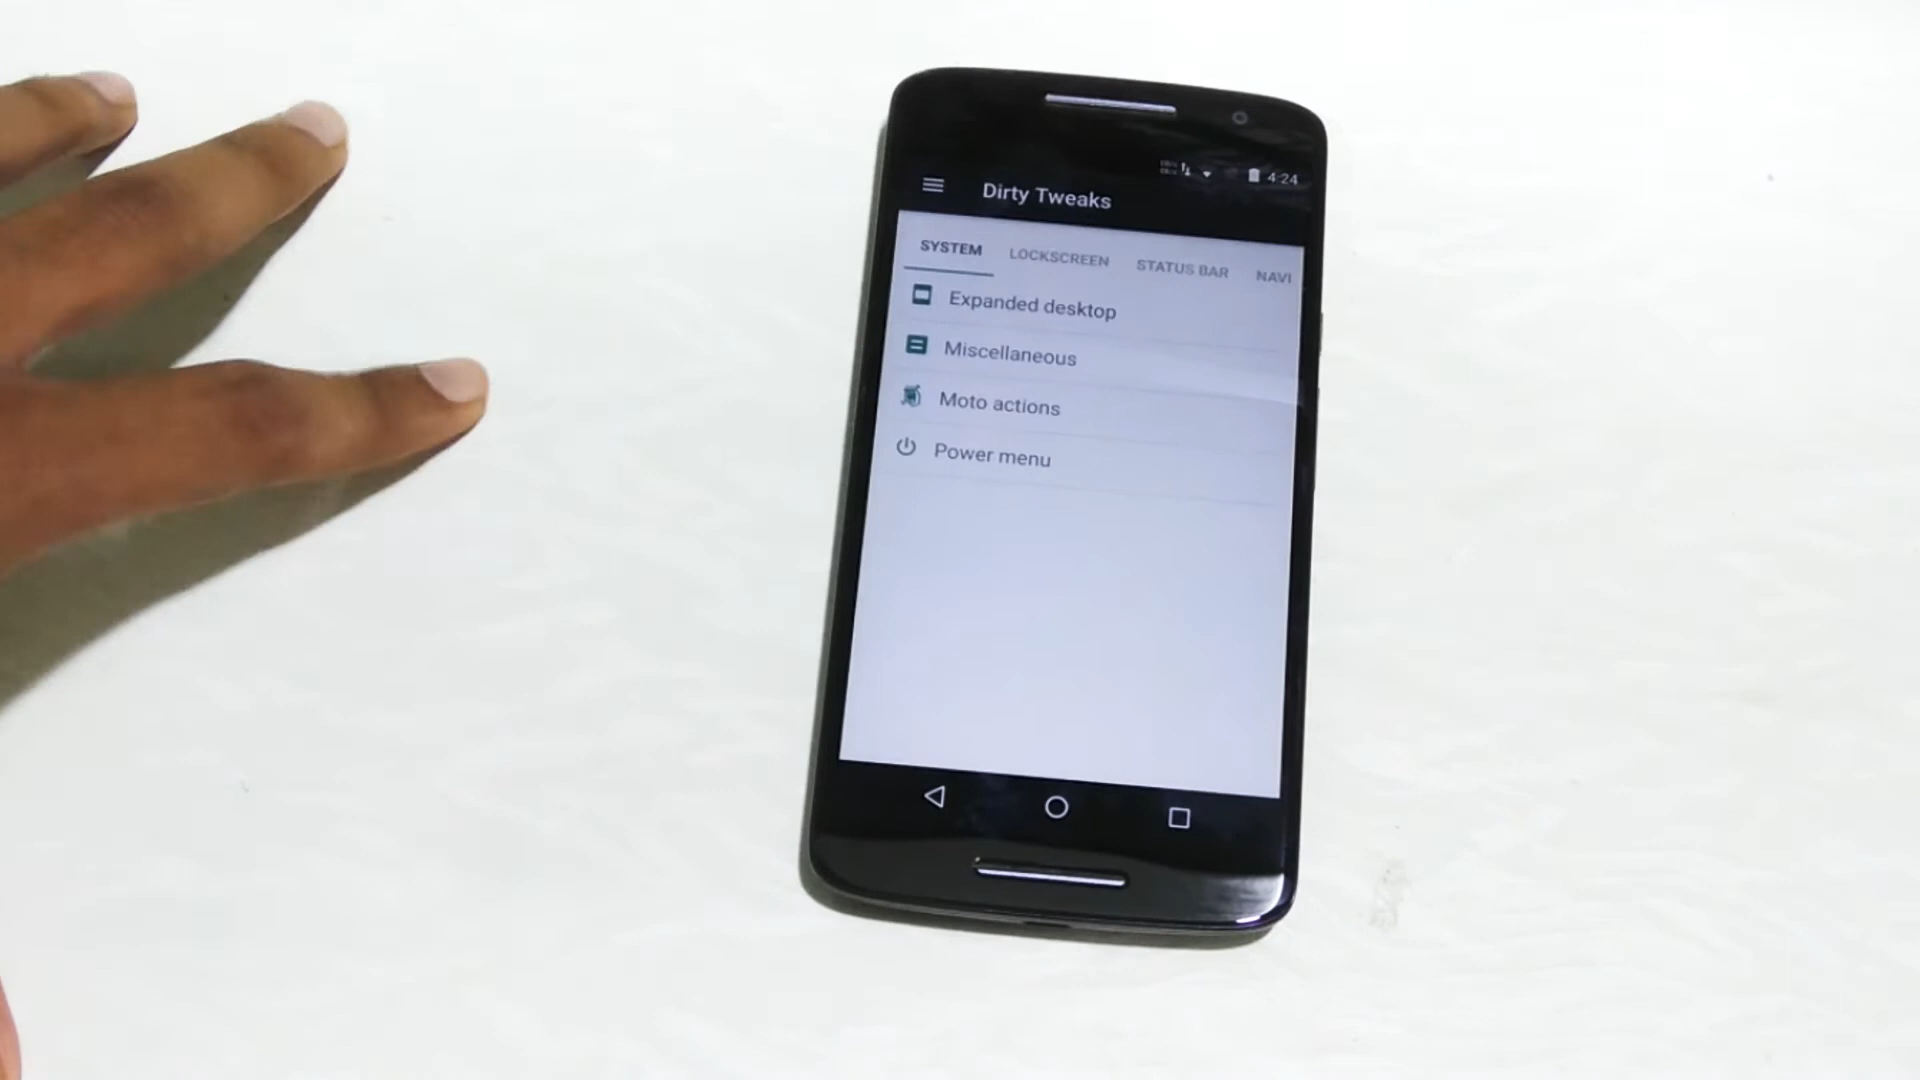 4:24
Dirty Tweaks
SYSTEM LOCKSCREEN STATUS BAR NAVI
Expanded desktop
Miscellaneous
Moto actions
Power menu